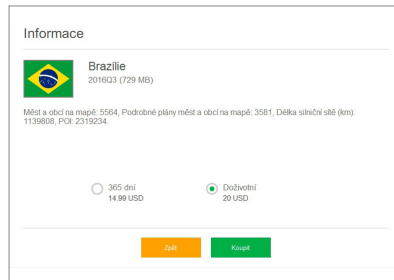 Informace
Brazílie
2016Q3 (729 MB)
Měst a obcí na mapě: 5564, Podrobné plány měst a obcí na mapě: 3581, Délka silniční sítě (km):
1139808, POI: 2319234.
365 dní
14.99 USD
Doživotní
20 USD
Zpět
Koupit